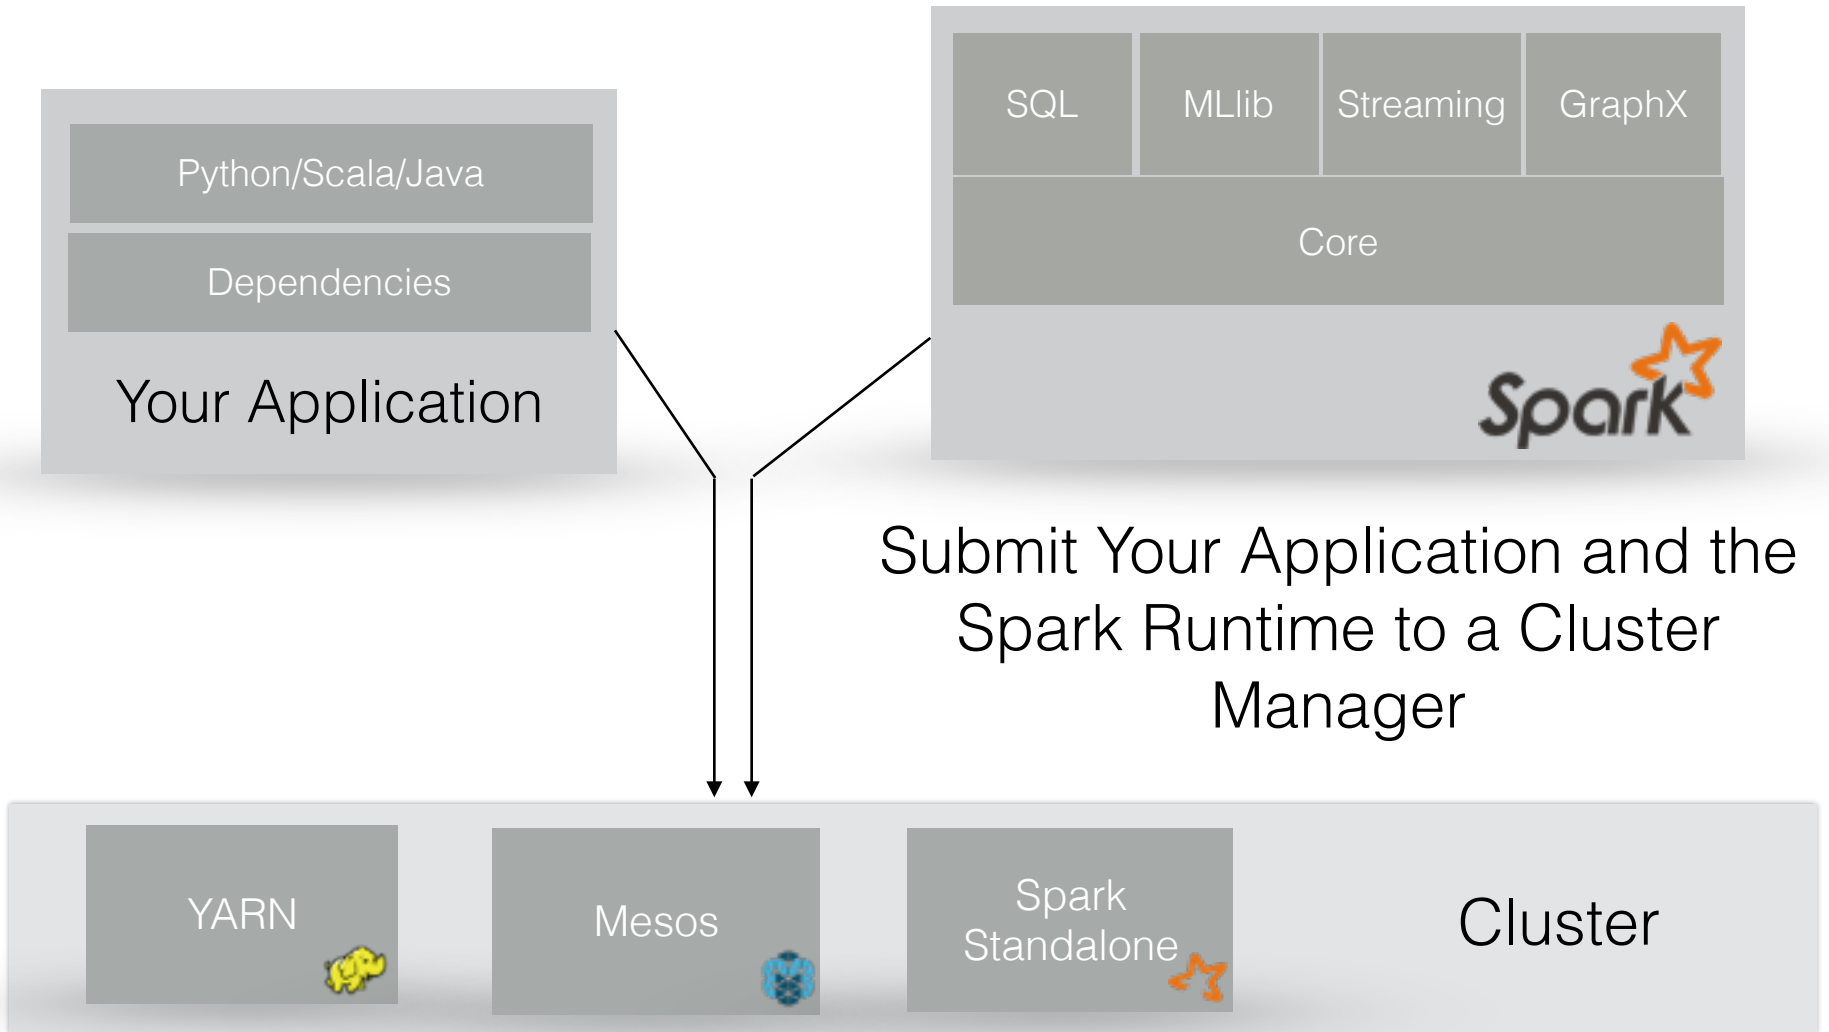 Python/Scala/Java
Dependencies
Your Application
SQL
MLlib
Streaming
GraphX
Core
Spark
Submit Your Application and the
Spark Runtime to a Cluster
Manager
YARN
Mesos
Spark
Standalone
Cluster